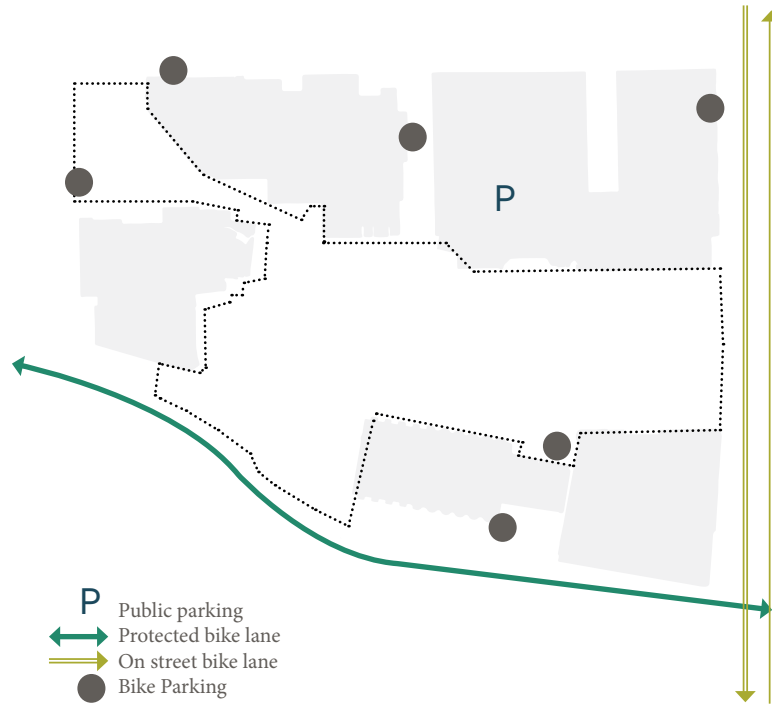 P
P Public parking
Protected bike lane
On street bike lane
Bike Parking